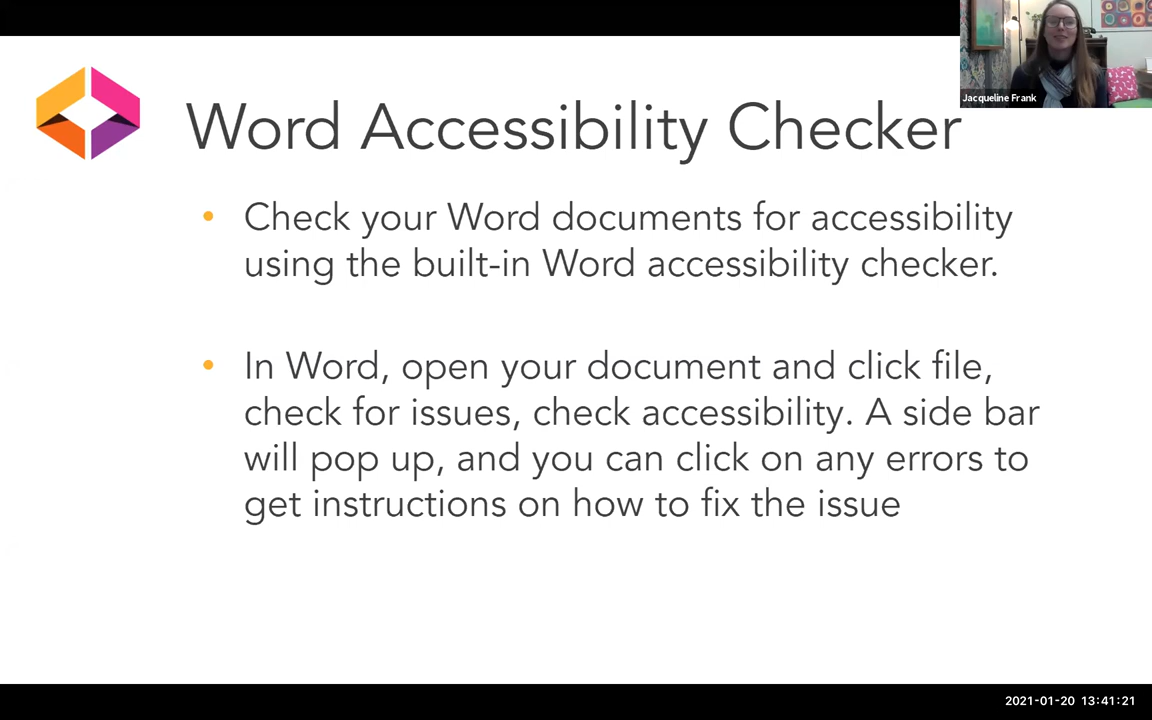 Jacqueline Frank
Word Accessibility Checker
• Check your Word documents for accessibility
using the built-in Word accessibility checker.
• In Word, open your document and click file,
check for issues, check accessibility. A side bar
will pop up, and you can click on any errors to
get instructions on how to fix the issue
2021-01-20 13:41:21